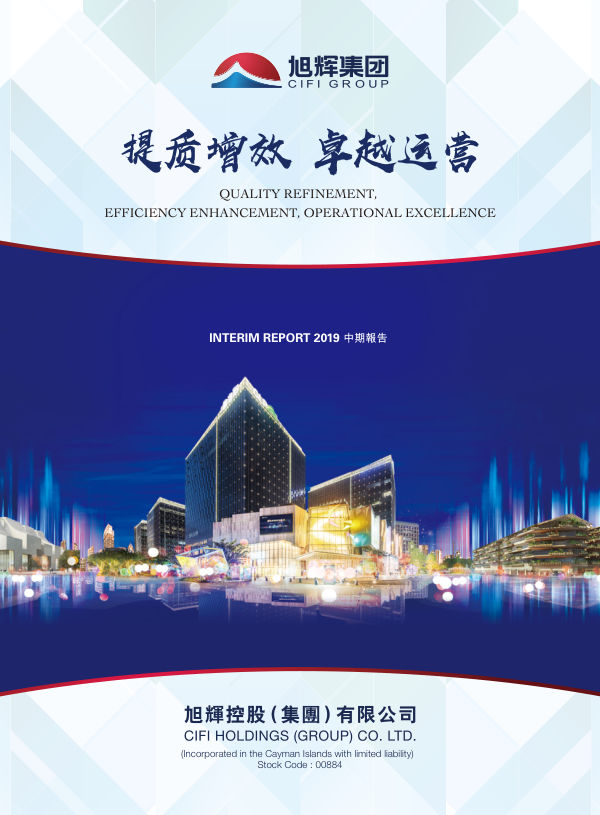 旭辉集团
CIFI GROUP
提质增效 卓越运营
QUALITY REFINEMENT,
EFFICIENCY ENHANCEMENT, OPERATIONAL EXCELLENCE
INTERIM REPORT 2019 中期報告
旭輝控股(集團)有限公司
CIFI HOLDINGS (GROUP) CO. LTD.
(Incorporated in the Cayman Islands with limited liability)
Stock Code : 00884